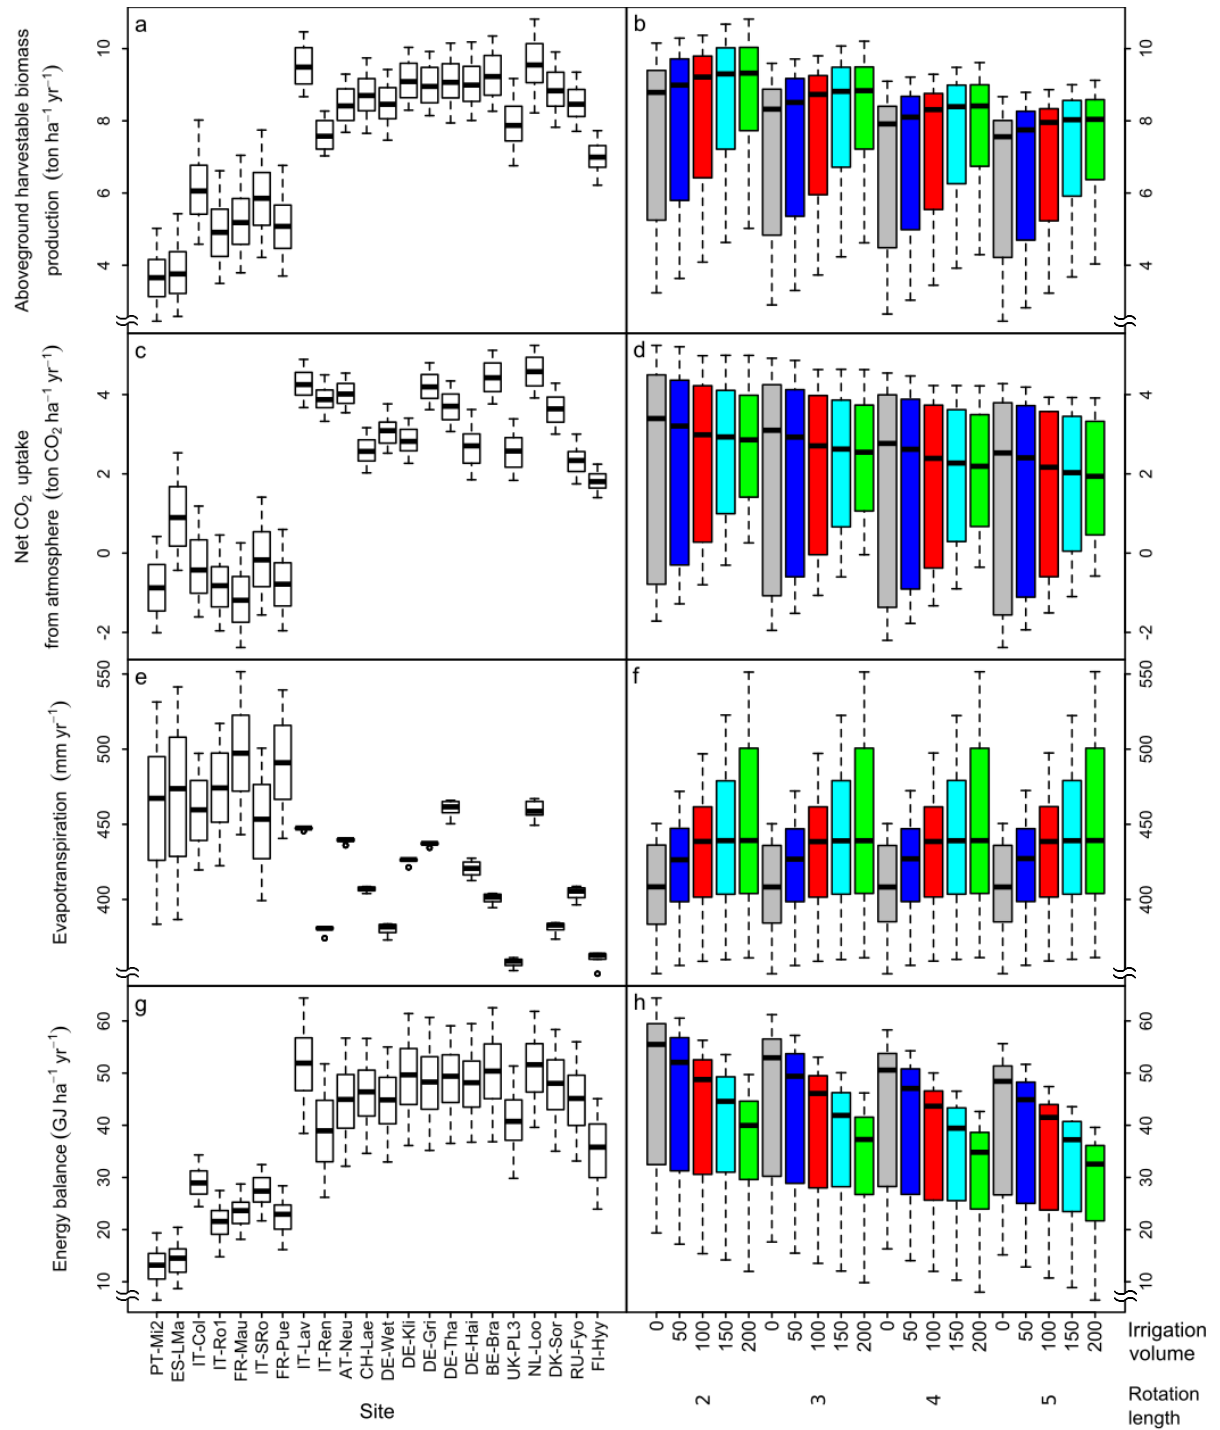 a
b
Aboveground harvestable biomass
production (ton ha⁻¹ yr⁻¹)
10
8
6
4
10
8
6
4
c
d
Net CO₂ uptake
from atmosphere (ton CO₂ ha⁻¹ yr⁻¹)
4
2
0
-2
4
2
0
-2
e
f
Evapotranspiration (mm yr⁻¹)
550
500
450
400
550
500
450
400
g
h
Energy balance (GJ ha⁻¹ yr⁻¹)
60
50
40
30
20
10
60
50
40
30
20
10
PT-Mi2
ES-LMa
IT-Col
IT-Ro1
FR-Mau
IT-SRo
FR-Pue
IT-Lav
IT-Ren
AT-Neu
CH-Lae
DE-Wet
DE-Kli
DE-Gri
DE-Tha
DE-Hai
BE-Bra
UK-PL3
NL-Loo
DK-Sor
RU-Fyo
FI-Hyy
Site
0 50 100 150 200 0 50 100 150 200 0 50 100 150 200 0 50 100 150 200
Irrigation
volume
2 3 4 5
Rotation
length